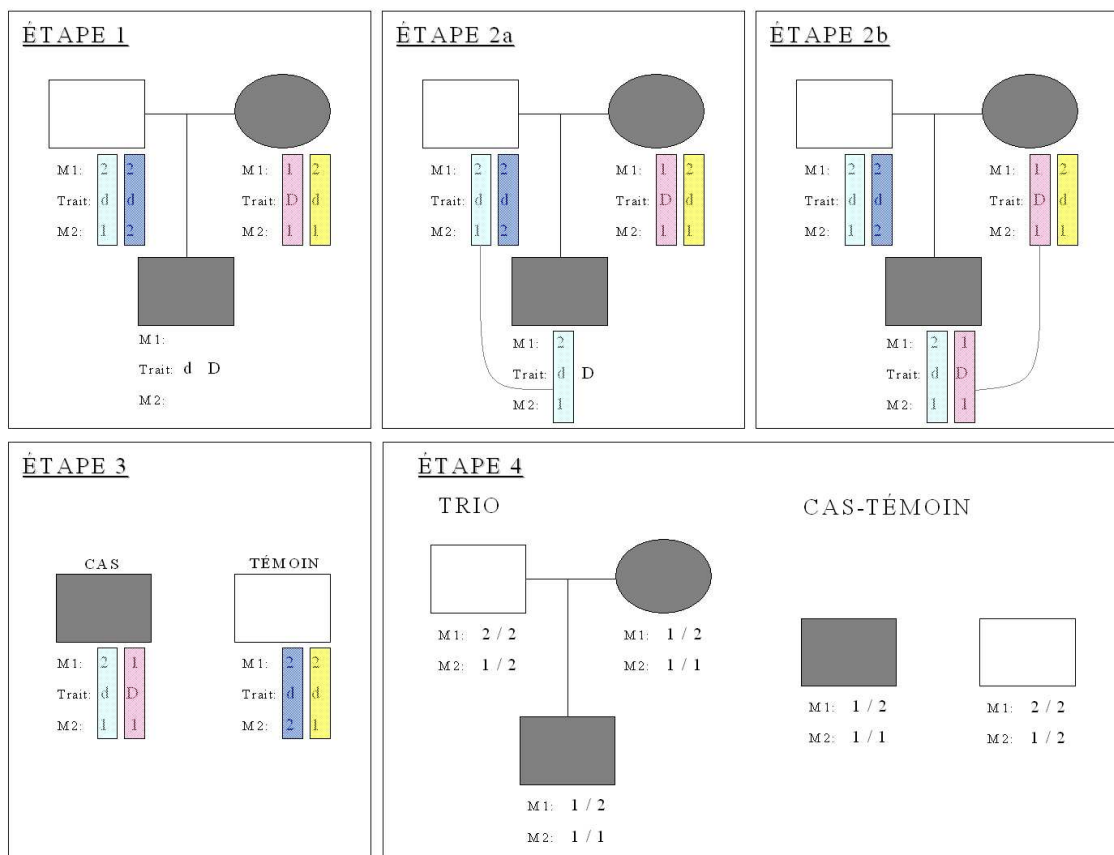 ÉTAPE 1
M1: 2 2 M1: 1 2
Trait: d d Trait: D d
M2: 1 2 M2: 1 1
M1:
Trait: d D
M2:
ÉTAPE 2a
M1: 2 2 M1: 1 2
Trait: d d Trait: D d
M2: 1 2 M2: 1 1
M1: 2
Trait: d D
M2: 1
ÉTAPE 2b
M1: 2 2 M1: 1 2
Trait: d d Trait: D d
M2: 1 2 M2: 1 1
M1: 2 1
Trait: d D
M2: 1 1
ÉTAPE 3
CAS TÉMOIN
M1: 2 1 M1: 2 2
Trait: d D Trait: d d
M2: 1 1 M2: 2 1
ÉTAPE 4
TRIO
M1: 2 / 2 M1: 1 / 2
M2: 1 / 2 M2: 1 / 1
M1: 1 / 2
M2: 1 / 1
CAS-TÉMOIN
M1: 1 / 2 M1: 2 / 2
M2: 1 / 1 M2: 1 / 2